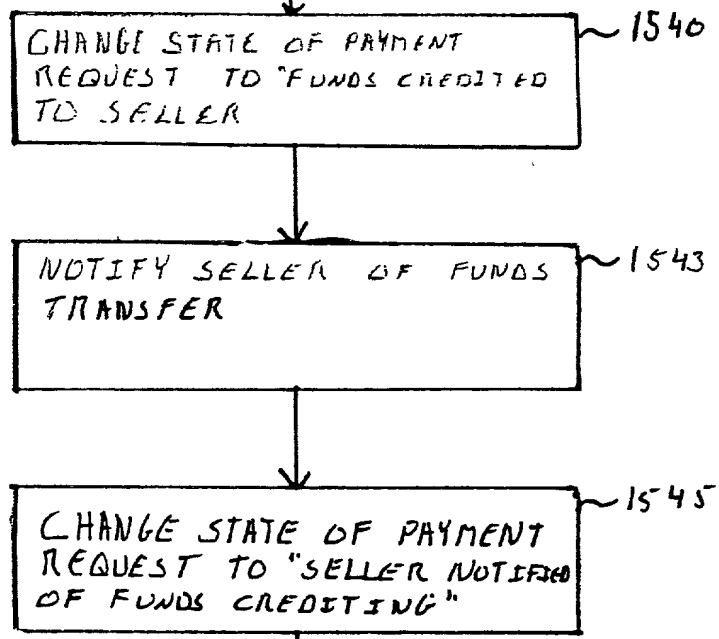 CHANGE STATE OF PAYMENT
REQUEST TO "FUNDS CREDITED
TO SELLER
1540
NOTIFY SELLER OF FUNDS
TRANSFER
1543
CHANGE STATE OF PAYMENT
REQUEST TO "SELLER NOTIFIED
OF FUNDS CREDITING"
1545